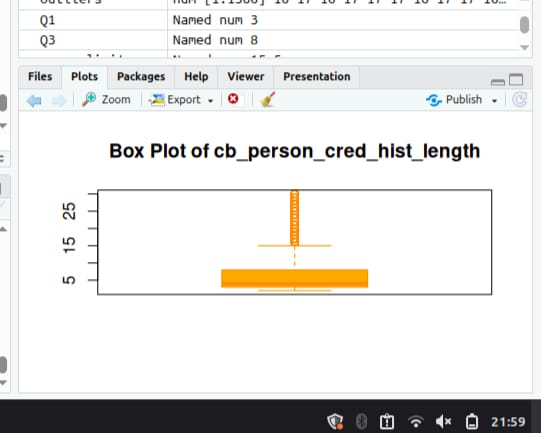 Q1 Named num 3
Q3 Named num 8
Files Plots Packages Help Viewer Presentation
Zoom Export Publish
Box Plot of cb_person_cred_hist_length
25
15
5
21:59